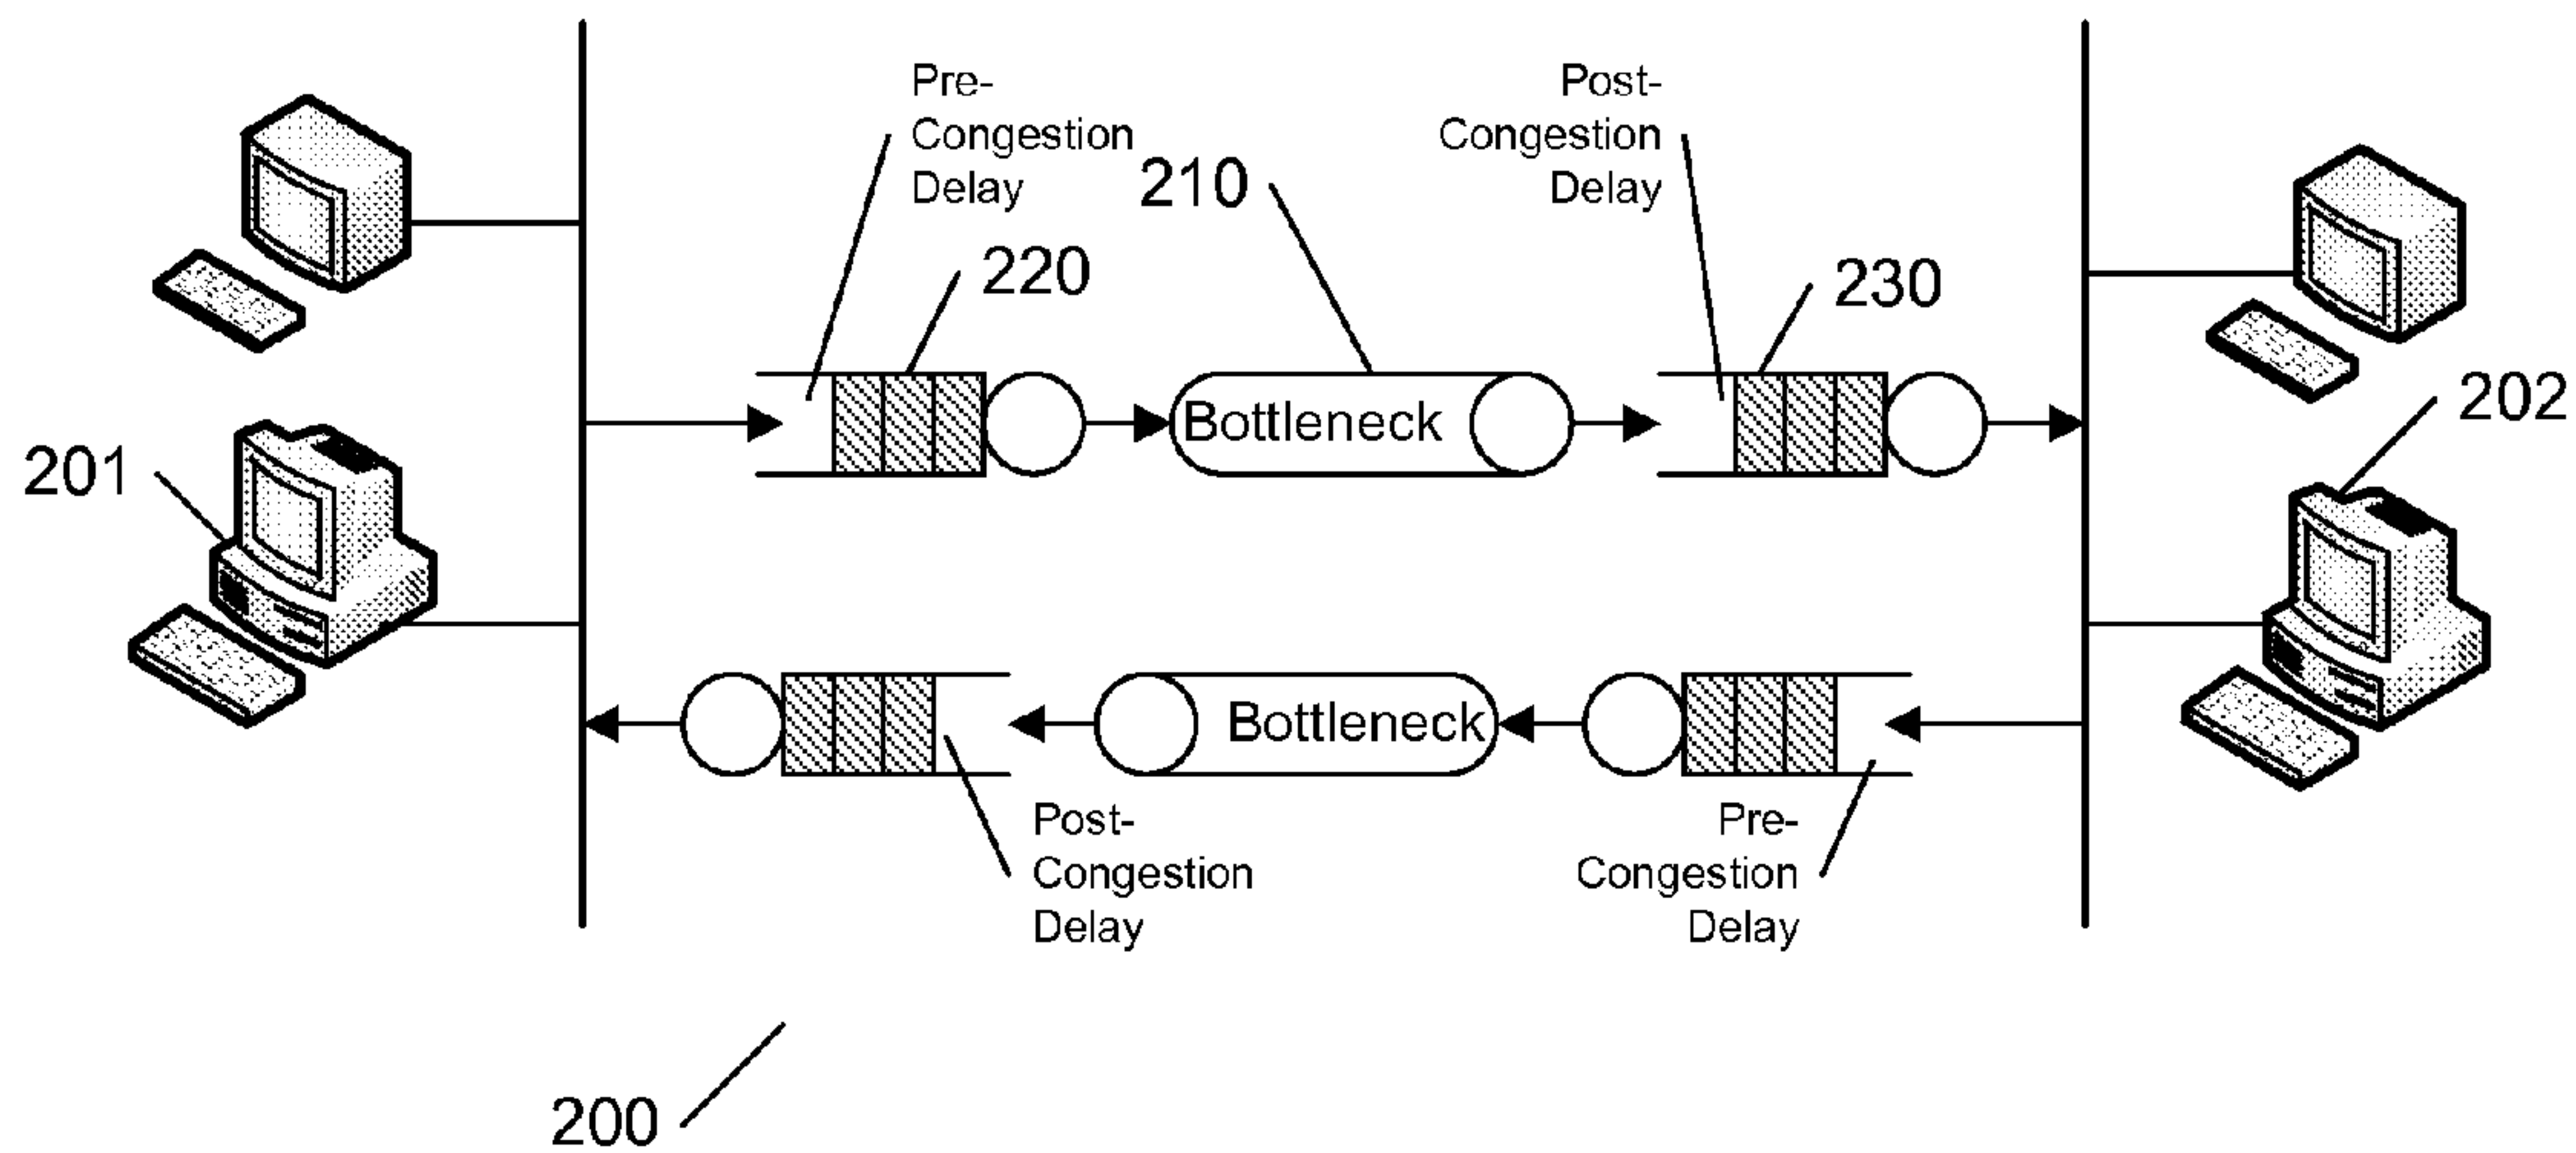 Pre-
Congestion
Delay
210
Post-
Congestion
Delay
220
230
202
201
Bottleneck
Bottleneck
Post-
Congestion
Delay
Pre-
Congestion
Delay
200